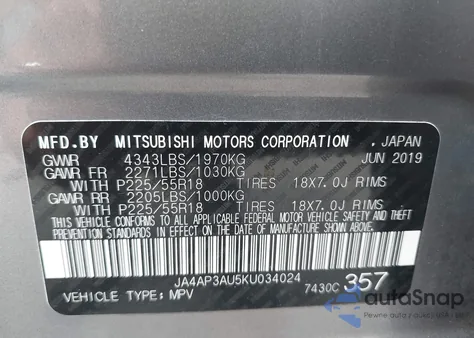 MFD.BY MITSUBISHI MOTORS CORPORATION . JAPAN
GVWR 4343LBS/1970KG JUN 2019
GAWR FR 2271LBS/1030KG
WITH P225/55R18 TIRES 18X7.0J RIMS
GAWR RR 2205LBS/1000KG
WITH P225/55R18 TIRES 18X7.0J RIMS
THIS VEHICLE CONFORMS TO ALL APPLICABLE FEDERAL MOTOR VEHICLE
SAFETY, BUMPER, AND THEFT PREVENTION STANDARDS IN EFFECT
ON THE DATE OF MANUFACTURE SHOWN ABOVE.
JA4AP3AU5KU034024
VEHICLE TYPE: MPV 7430C 357
autoSnap